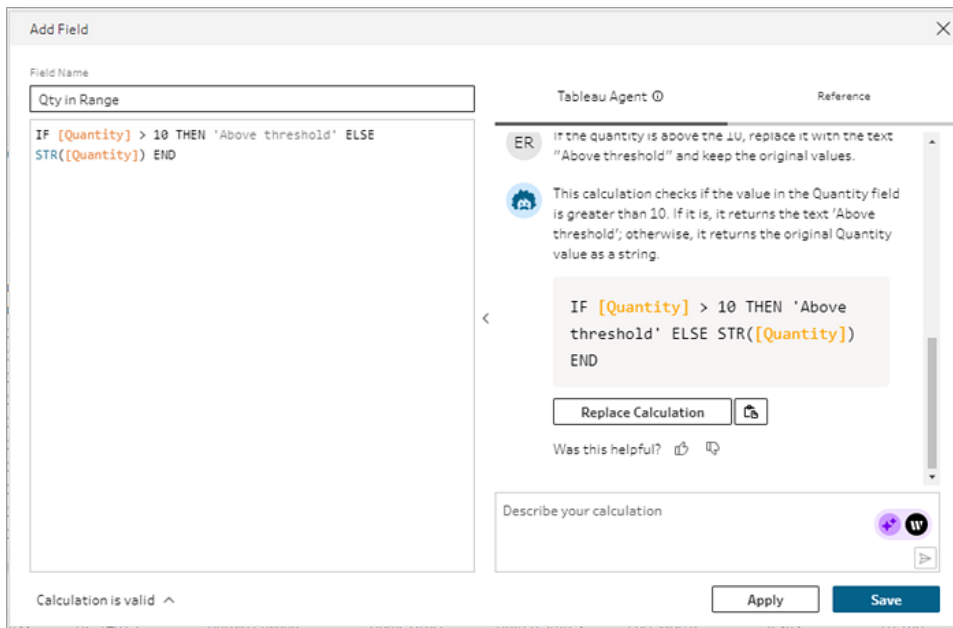 Add Field
Field Name
Qty in Range
IF [Quantity] > 10 THEN 'Above threshold' ELSE
STR([Quantity]) END
Tableau Agent
Reference
ER
If the quantity is above the 10, replace it with the text
"Above threshold" and keep the original values.
This calculation checks if the value in the Quantity field
is greater than 10. If it is, it returns the text 'Above
threshold'; otherwise, it returns the original Quantity
value as a string.
IF [Quantity] > 10 THEN 'Above
threshold' ELSE STR([Quantity])
END
Replace Calculation
Was this helpful?
Describe your calculation
W
Calculation is valid
Apply
Save